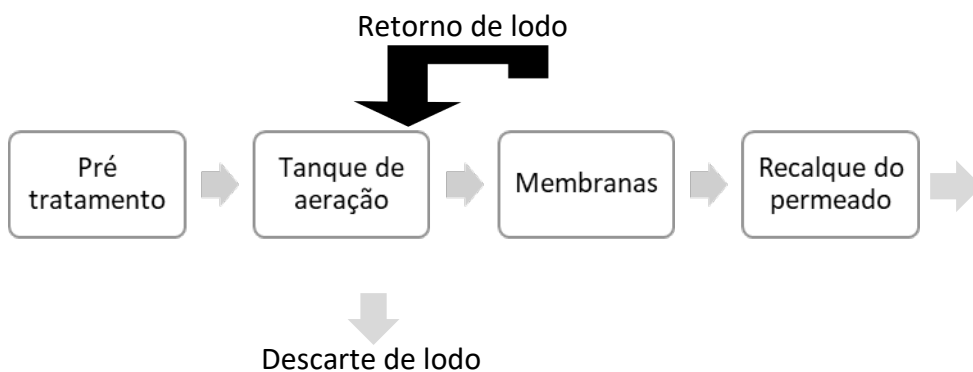 Retorno de lodo
Pré
tratamento
Tanque de
aeração
Membranas
Recalque do
permeado
Descarte de lodo